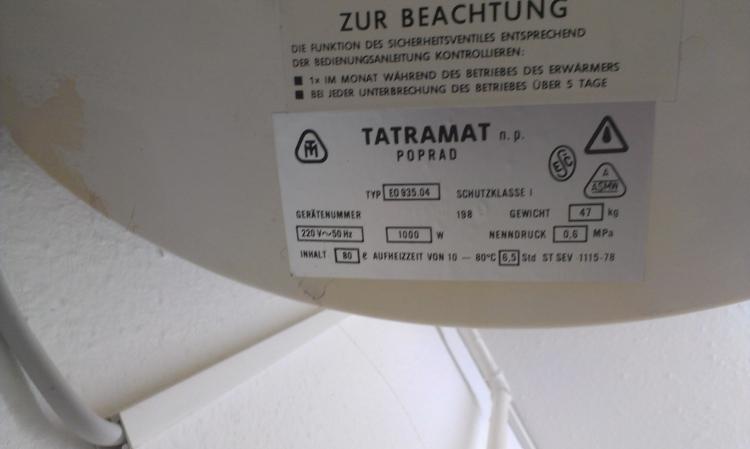 ZUR BEACHTUNG
DIE FUNKTION DES SICHERHEITSVENTILES ENTSPRECHEND
DER BEDIENUNGSANLEITUNG KONTROLLIEREN:
■ 1x IM MONAT WÄHREND DES BETRIEBES DES ERWÄRMERS
■ BEI JEDER UNTERBRECHUNG DES BETRIEBES ÜBER 5 TAGE
TATRAMAT n. p.
POPRAD
A
ASMW
TYP EO 935.04 SCHUTZKLASSE I
GERÄTENUMMER 198 GEWICHT 47 kg
220 V~50 Hz 1000 W NENNDRUCK 0,6 MPa
INHALT 80 ℓ AUFHEIZZEIT VON 10 — 80°C 6,5 Std ST SEV 1115-78